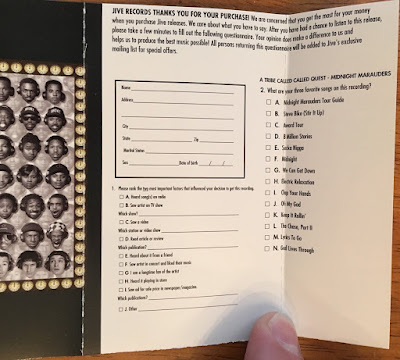 JIVE RECORDS THANKS YOU FOR YOUR PURCHASE! We are concerned that you get the most for your money
when you purchase Jive releases. We care about what you have to say. After you have had a chance to listen to this release,
please take a few minutes to fill out the following questionnaire. Your opinion does make a difference to us and
helps us to produce the best music possible! All persons returning this questionnaire will be added to Jive's exclusive
mailing list for special offers.
Name
Address
City
State Zip
Marital Status
Sex Date of birth / /
1. Please rank the two most important factors that influenced your decision to get this recording.
A. Heard song(s) on radio
B. Saw artist on TV show
Which show?
C. Saw a video
Which station or video show
D. Read article or review
Which publication?
E. Heard about it from a friend
F. Saw artist in concert and liked their music
G. I am a longtime fan of the artist
H. Heard it playing in store
I. Saw ad for sale price in newspaper/magazine.
Which publications?
J. Other
A TRIBE CALLED CALLED QUEST - MIDNIGHT MARAUDERS
2. What are your three favorite songs on this recording?
A. Midnight Marauders Tour Guide
B. Steve Biko (Stir It Up)
C. Award Tour
D. 8 Million Stories
E. Sucka Nigga
F. Midnight
G. We Can Get Down
H. Electric Relaxation
I. Clap Your Hands
J. Oh My God
K. Keep It Rollin'
L. The Chase, Part II
M. Lyrics To Go
N. God Lives Through